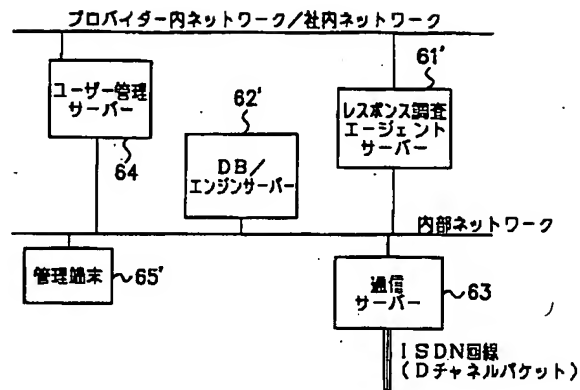 プロバイダー内ネットワーク/社内ネットワーク
ユーザー管理
サーバー
64
62'
DB/
エンジンサーバー
61'
レスポンス調査
エージェント
サーバー
内部ネットワーク
管理端末
65'
通信
サーバー
63
ISDN回線
(Dチャネルパケット)